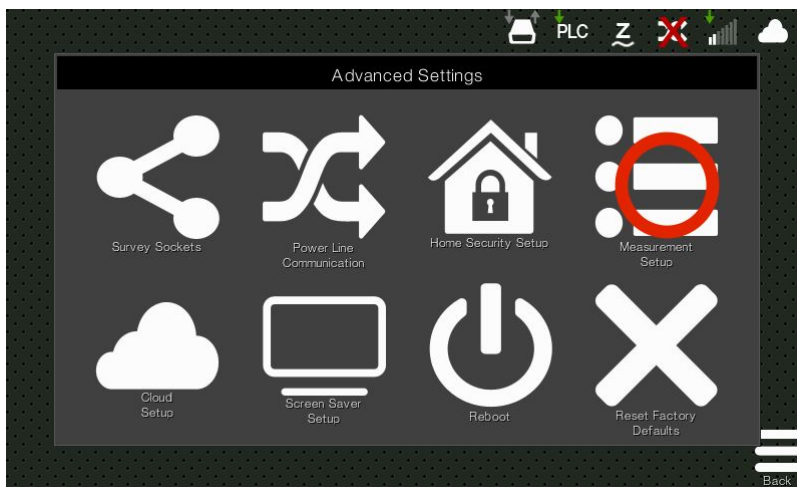 PLC Z
Advanced Settings
Survey Sockets
Power Line
Communication
Home Security Setup
Measurement
Setup
Cloud
Setup
Screen Saver
Setup
Reboot
Reset Factory
Defaults
Back